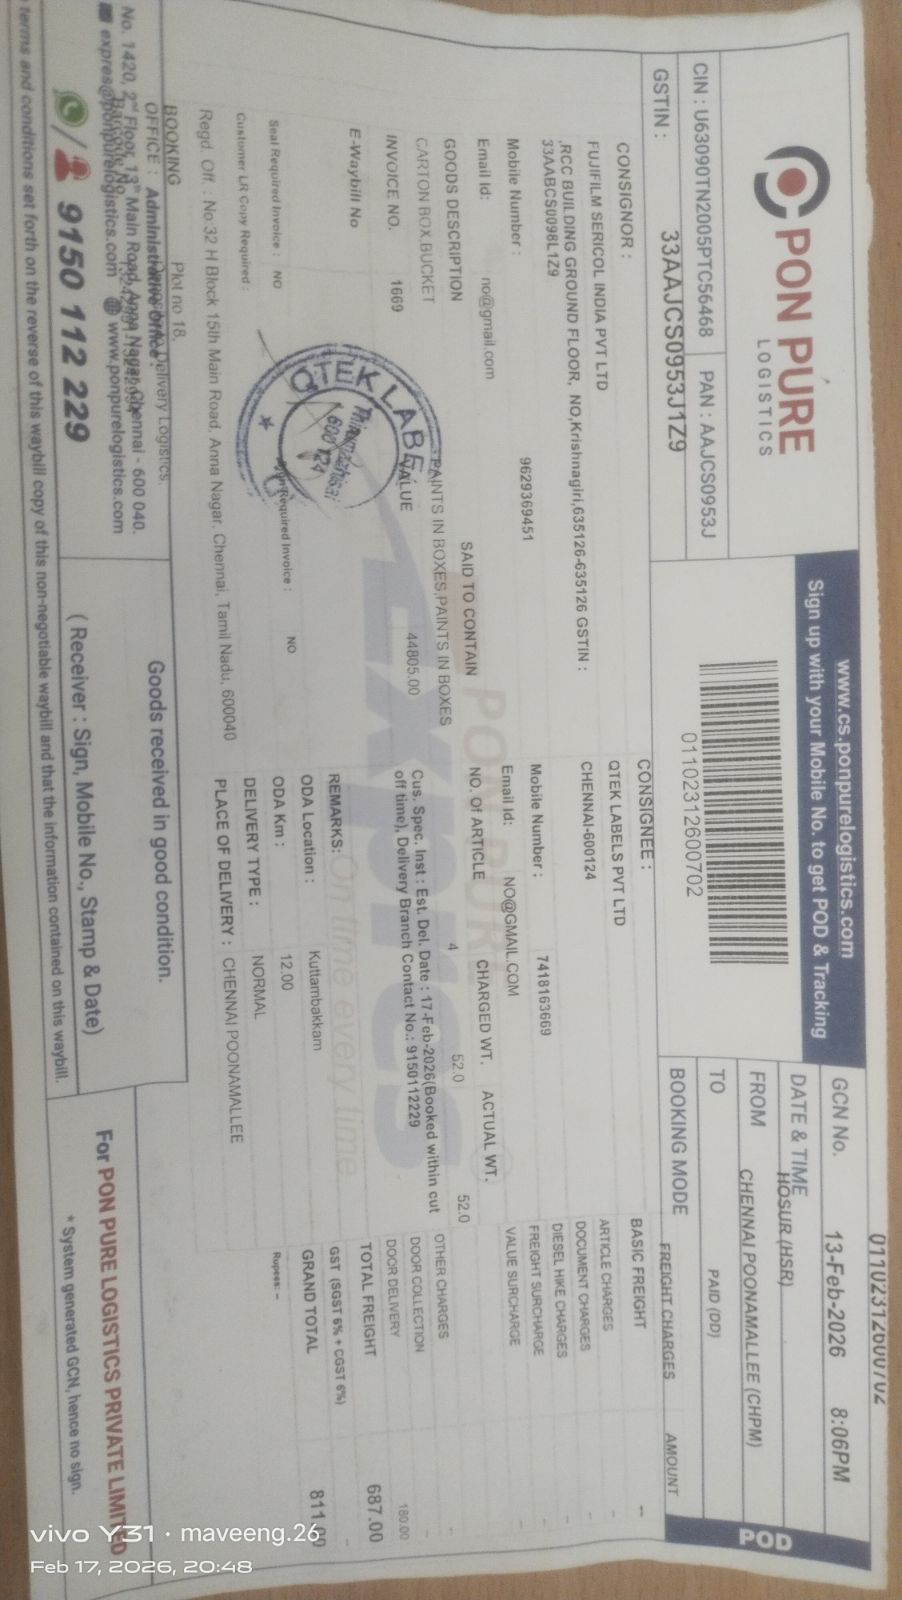 PON PURE
LOGISTICS
CIN : U63090TN2005PTC56468
PAN : AAJCS0953J
GSTIN :
33AAJCS0953J1Z9
www.cs.ponpurelogistics.com
Sign up with your Mobile No. to get POD & Tracking
01102312600702
01102312600702
GCN No.
13-Feb-2026 8:06PM
DATE & TIME
HOSUR (HSR)
FROM
CHENNAI POONAMALLEE (CHPM)
TO
PAID (DD)
BOOKING MODE
POD
CONSIGNOR :
FUJIFILM SERICOL INDIA PVT LTD
,RCC BUILDING GROUND FLOOR, NO,Krishnagiri,635126-635126 GSTIN :
33AABCS0098L1Z9
Mobile Number :
9629369451
Email Id:
no@gmail.com
GOODS DESCRIPTION
SAID TO CONTAIN
CARTON BOX,BUCKET
PAINTS IN BOXES,PAINTS IN BOXES
INVOICE NO.
1669
VALUE
44805.00
E-Waybill No
Seal Required Invoice :
NO
Required Invoice :
NO
Customer LR Copy Required :
Regd. Off. : No.32 H Block 15th Main Road, Anna Nagar, Chennai, Tamil Nadu, 600040
QTEK LABE
600 124
CONSIGNEE :
QTEK LABELS PVT LTD
CHENNAI-600124
Mobile Number :
7418163669
Email Id:
NO@GMAIL.COM
NO. Of ARTICLE
CHARGED WT.
ACTUAL WT.
4
52.0
52.0
Cus. Spec. Inst : Est. Del. Date : 17-Feb-2026(Booked within cut
off time), Delivery Branch Contact No.: 9150112229
REMARKS:
ODA Location :
Kuttambakkam
ODA Km :
12.00
DELIVERY TYPE :
NORMAL
PLACE OF DELIVERY :
CHENNAI POONAMALLEE
PON PURE
Expres
On time every time
FREIGHT CHARGES
AMOUNT
BASIC FREIGHT
--
ARTICLE CHARGES
-
DOCUMENT CHARGES
-
DIESEL HIKE CHARGES
-
FREIGHT SURCHARGE
-
VALUE SURCHARGE
-
OTHER CHARGES
-
DOOR COLLECTION
-
DOOR DELIVERY
180.00
TOTAL FREIGHT
687.00
GST (SGST 6% + CGST 6%)
-
GRAND TOTAL
811.00
Rupees: --
BOOKING
OFFICE :
Plot no 18,
Delivery Logistics,
Administrative office :
No. 1420, 2nd Floor, 13th Main Road, Anna Nagar, Chennai - 600 040.
expres@ponpurelogistics.com www.ponpurelogistics.com
/ 9150 112 229
Goods received in good condition.
( Receiver : Sign, Mobile No., Stamp & Date)
For PON PURE LOGISTICS PRIVATE LIMITED
* System generated GCN, hence no sign.
terms and conditions set forth on the reverse of this waybill copy of this non-negotiable waybill and that the information contained on this waybill.
vivo Y31 · maveeng.26
Feb 17, 2026, 20:48